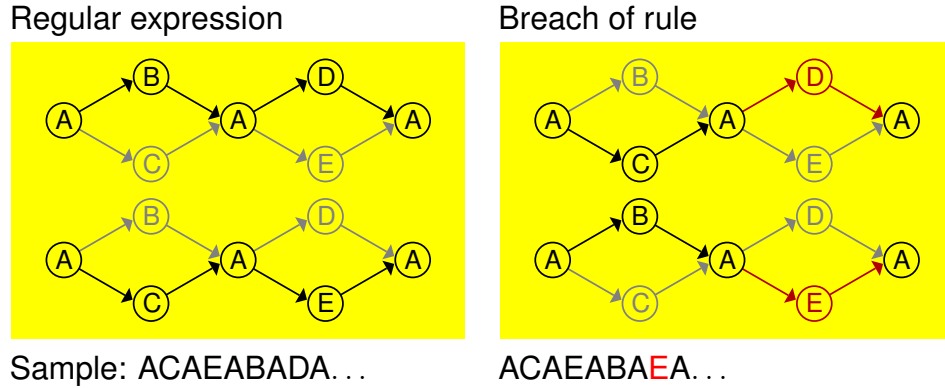 Regular expression
B D
A A A
C E
B D
A A A
C E
Sample: ACAEABADA...
Breach of rule
B D
A A A
C E
B D
A A A
C E
ACAEABAEA...